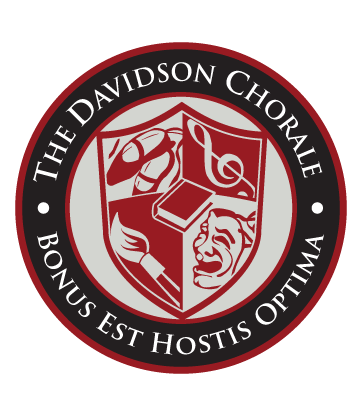 THE DAVIDSON CHORALE
BONUS EST HOSTIS OPTIMA